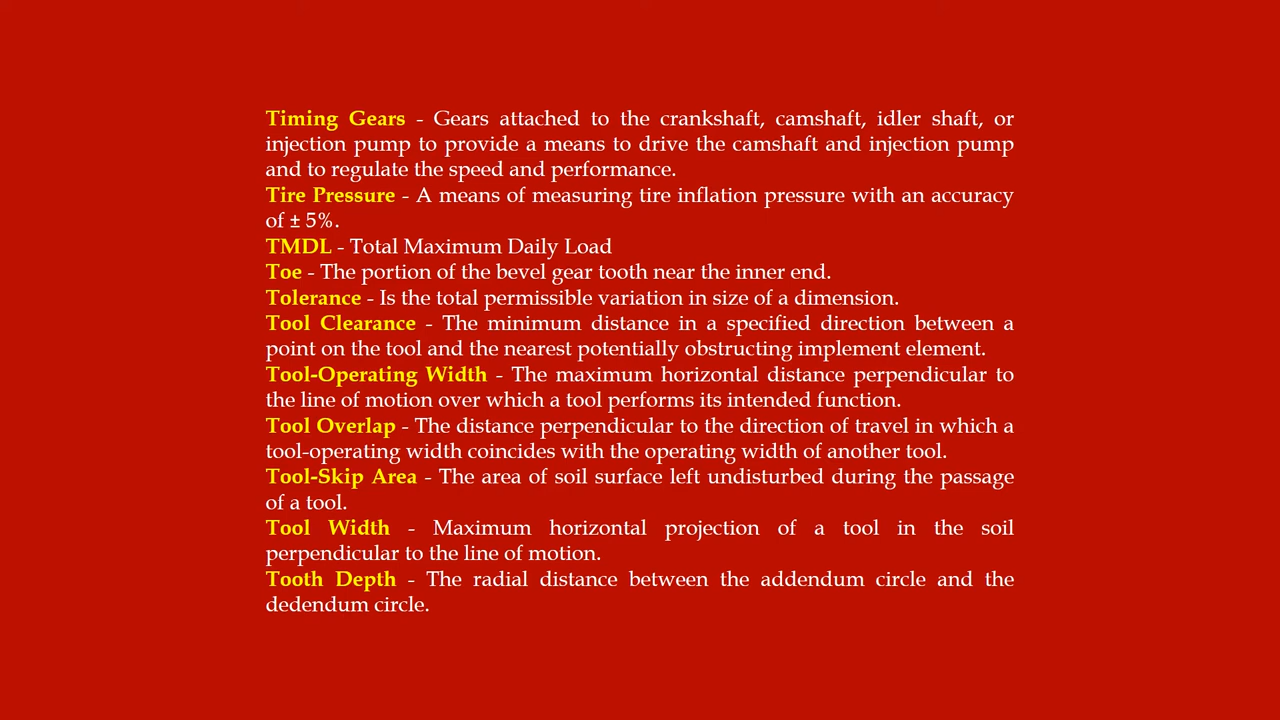 Timing Gears - Gears attached to the crankshaft, camshaft, idler shaft, or
injection pump to provide a means to drive the camshaft and injection pump
and to regulate the speed and performance.
Tire Pressure - A means of measuring tire inflation pressure with an accuracy
of ± 5%.
TMDL - Total Maximum Daily Load
Toe - The portion of the bevel gear tooth near the inner end.
Tolerance - Is the total permissible variation in size of a dimension.
Tool Clearance - The minimum distance in a specified direction between a
point on the tool and the nearest potentially obstructing implement element.
Tool-Operating Width - The maximum horizontal distance perpendicular to
the line of motion over which a tool performs its intended function.
Tool Overlap - The distance perpendicular to the direction of travel in which a
tool-operating width coincides with the operating width of another tool.
Tool-Skip Area - The area of soil surface left undisturbed during the passage
of a tool.
Tool Width - Maximum horizontal projection of a tool in the soil
perpendicular to the line of motion.
Tooth Depth - The radial distance between the addendum circle and the
dedendum circle.